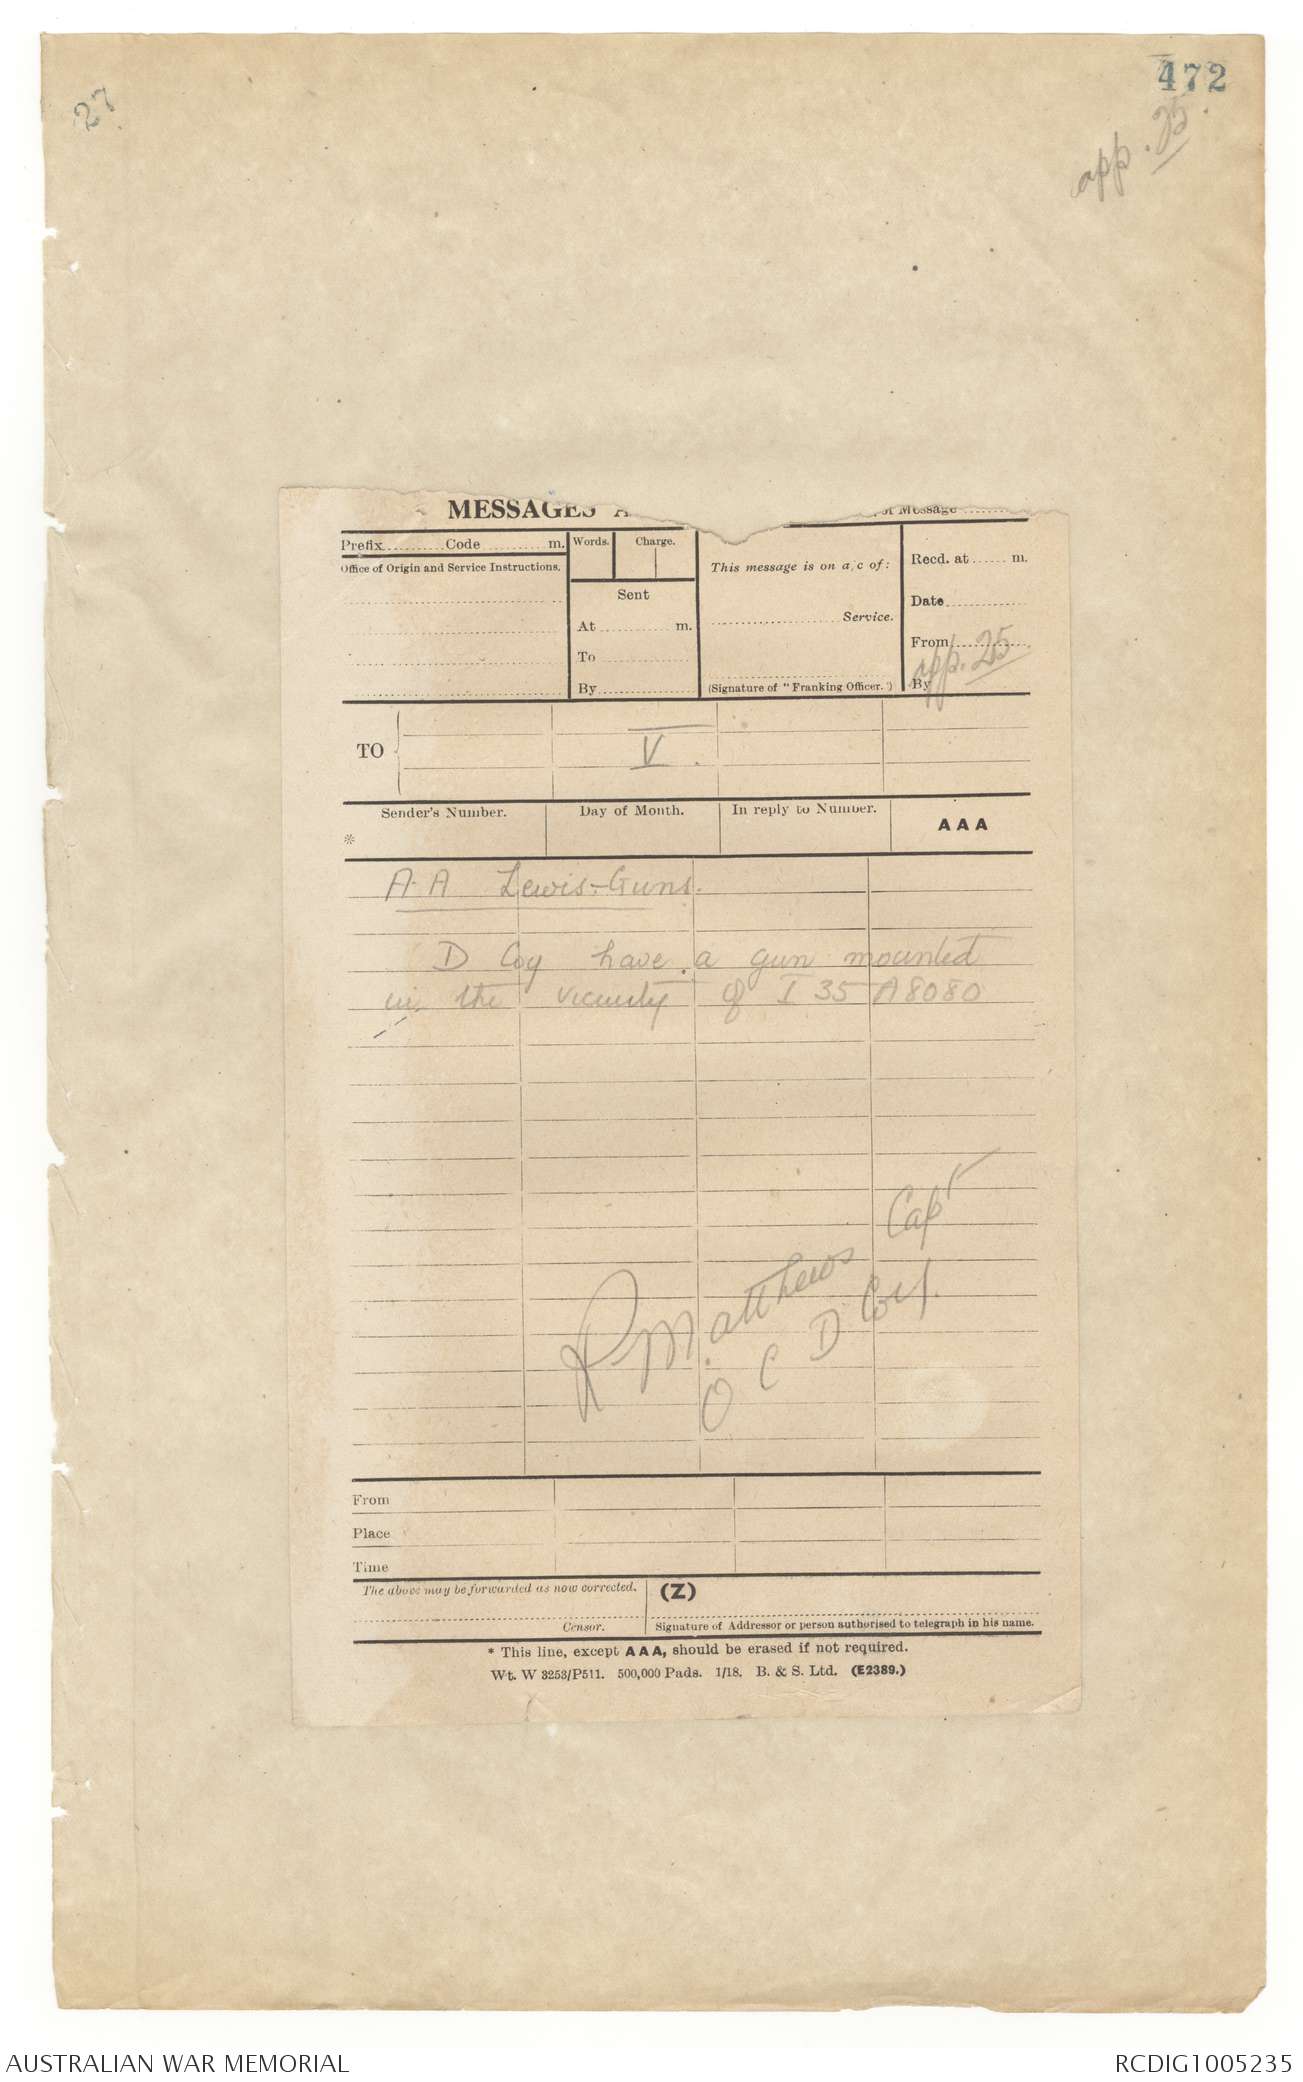 472
27
app. 25.
MESSAGES A
of Message
Prefix Code m.
Words. Charge.
This message is on a/c of:
Recd. at m.
Office of Origin and Service Instructions.
Sent
Date
At m.
Service.
From
To
app. 25
By
(Signature of "Franking Officer.")
By
TO
V.
Sender's Number.
Day of Month.
In reply to Number.
AAA
*
A.A Lewis-Guns.
D Coy have a gun mounted
in the vicinity of I 35 A8080
R Matthews Capt
O C D Coy.
From
Place
Time
The above may be forwarded as now corrected.
(Z)
Censor.
Signature of Addressor or person authorised to telegraph in his name.
* This line, except AAA, should be erased if not required.
Wt. W 3253/P511. 500,000 Pads. 1/18. B. & S. Ltd. (E2389.)
AUSTRALIAN WAR MEMORIAL
RCDIG1005235